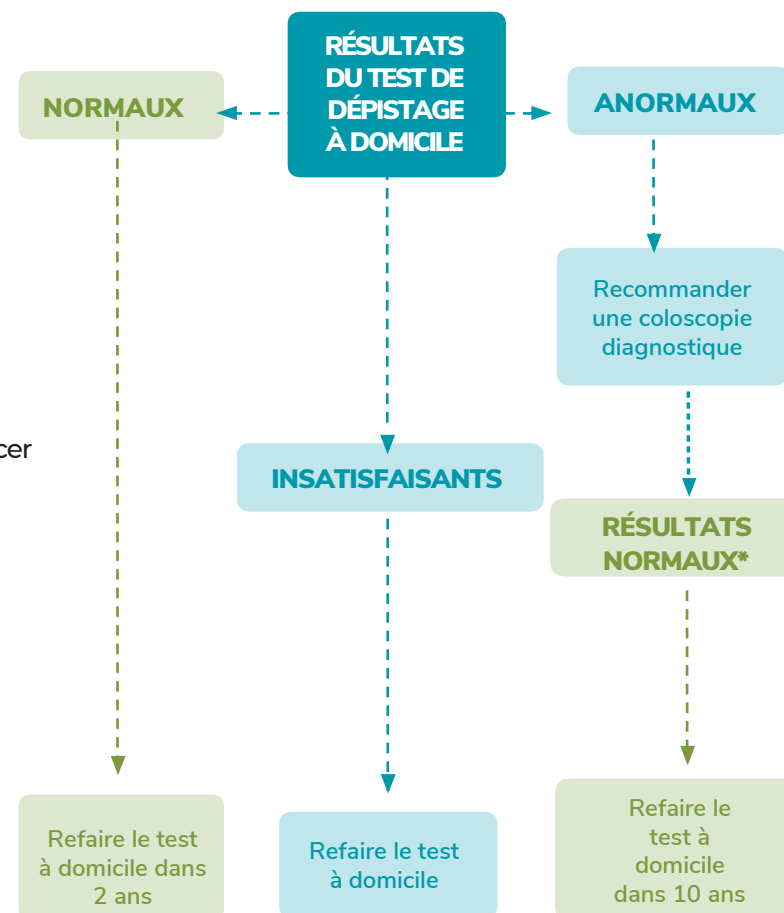 RÉSULTATS
DU TEST DE
DÉPISTAGE
À DOMICILE
NORMAUX
ANORMAUX
Recommander
une coloscopie
diagnostique
cer
INSATISFAISANTS
RÉSULTATS
NORMAUX*
Refaire le test
à domicile dans
2 ans
Refaire le test
à domicile
Refaire le
test à
domicile
dans 10 ans